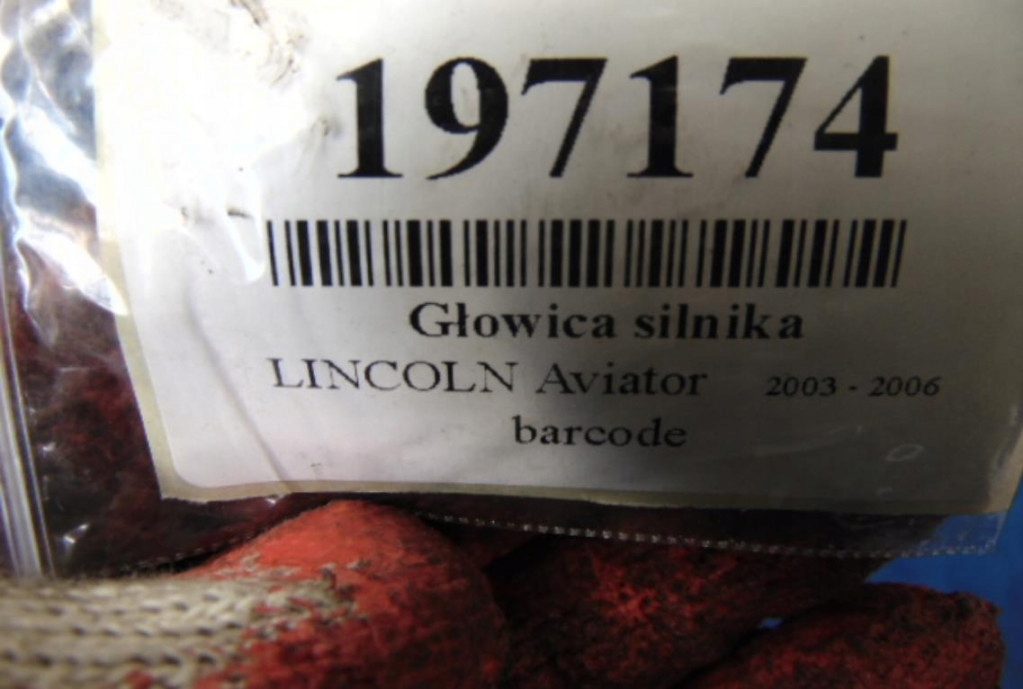 197174
Głowica silnika
LINCOLN Aviator 2003 - 2006
barcode